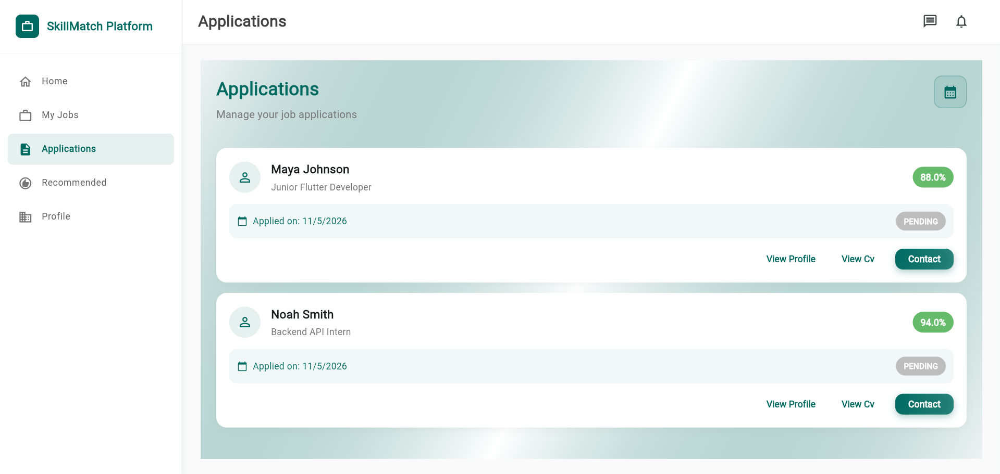 SkillMatch Platform
Home
My Jobs
Applications
Recommended
Profile
Applications
Applications
Manage your job applications
Maya Johnson
Junior Flutter Developer
88.0%
Applied on: 11/5/2026
PENDING
View Profile View Cv Contact
Noah Smith
Backend API Intern
94.0%
Applied on: 11/5/2026
PENDING
View Profile View Cv Contact